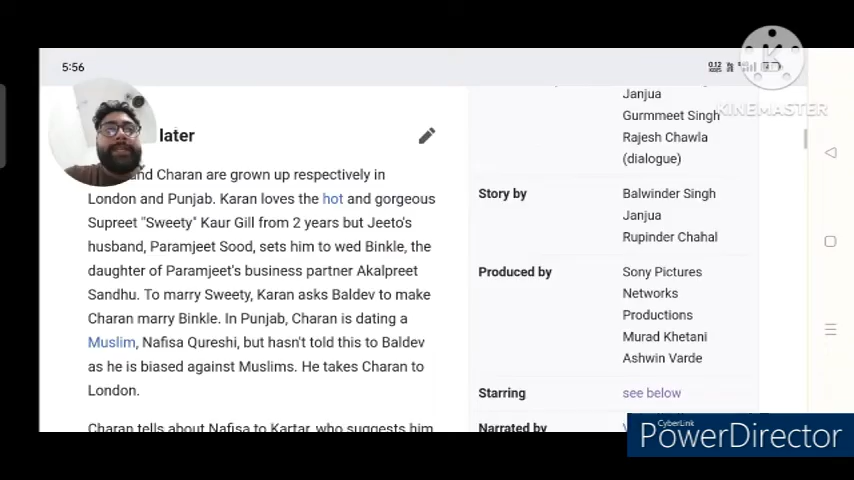 5:56
KINEMASTER
later
and Charan are grown up respectively in
London and Punjab. Karan loves the hot and gorgeous
Supreet "Sweety" Kaur Gill from 2 years but Jeeto's
husband, Paramjeet Sood, sets him to wed Binkle, the
daughter of Paramjeet's business partner Akalpreet
Sandhu. To marry Sweety, Karan asks Baldev to make
Charan marry Binkle. In Punjab, Charan is dating a
Muslim, Nafisa Qureshi, but hasn't told this to Baldev
as he is biased against Muslims. He takes Charan to
London.
Charan tells about Nafisa to Kartar, who suggests him
Janjua
Gurmmeet Singh
Rajesh Chawla
(dialogue)
Story by
Balwinder Singh
Janjua
Rupinder Chahal
Produced by
Sony Pictures
Networks
Productions
Murad Khetani
Ashwin Varde
Starring
see below
Narrated by
CyberLink
PowerDirector